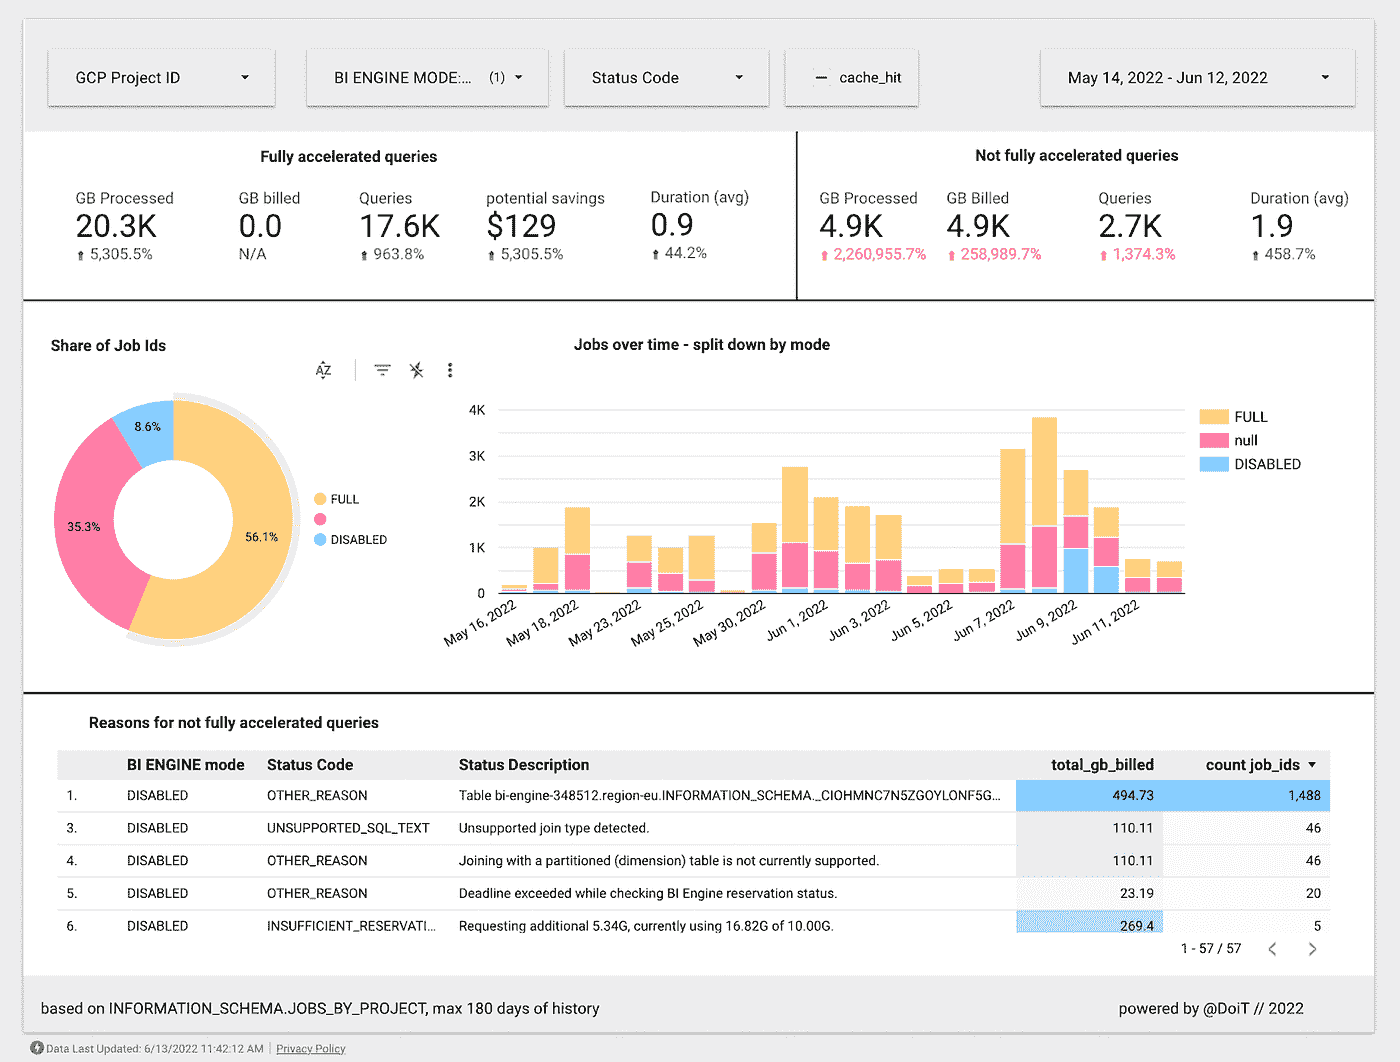 GCP Project ID
BI ENGINE MODE:... (1)
Status Code
cache_hit
May 14, 2022 - Jun 12, 2022
Fully accelerated queries
GB Processed
20.3K
5,305.5%
GB billed
0.0
N/A
Queries
17.6K
963.8%
potential savings
$129
5,305.5%
Duration (avg)
0.9
44.2%
Not fully accelerated queries
GB Processed
4.9K
2,260,955.7%
GB Billed
4.9K
258,989.7%
Queries
2.7K
1,374.3%
Duration (avg)
1.9
458.7%
Share of Job Ids
AZ
8.6%
35.3%
56.1%
FULL
DISABLED
Jobs over time - split down by mode
4K
3K
2K
1K
0
May 16, 2022
May 18, 2022
May 23, 2022
May 25, 2022
May 30, 2022
Jun 1, 2022
Jun 3, 2022
Jun 5, 2022
Jun 7, 2022
Jun 9, 2022
Jun 11, 2022
FULL
null
DISABLED
Reasons for not fully accelerated queries
BI ENGINE mode Status Code Status Description total_gb_billed count job_ids
1. DISABLED OTHER_REASON Table bi-engine-348512.region-eu.INFORMATION_SCHEMA._CIOHMNC7N5ZGOYLONF5G... 494.73 1,488
3. DISABLED UNSUPPORTED_SQL_TEXT Unsupported join type detected. 110.11 46
4. DISABLED OTHER_REASON Joining with a partitioned (dimension) table is not currently supported. 110.11 46
5. DISABLED OTHER_REASON Deadline exceeded while checking BI Engine reservation status. 23.19 20
6. DISABLED INSUFFICIENT_RESERVATI... Requesting additional 5.34G, currently using 16.82G of 10.00G. 269.4 5
1 - 57 / 57
based on INFORMATION_SCHEMA.JOBS_BY_PROJECT, max 180 days of history
powered by @DoiT // 2022
Data Last Updated: 6/13/2022 11:42:12 AM | Privacy Policy